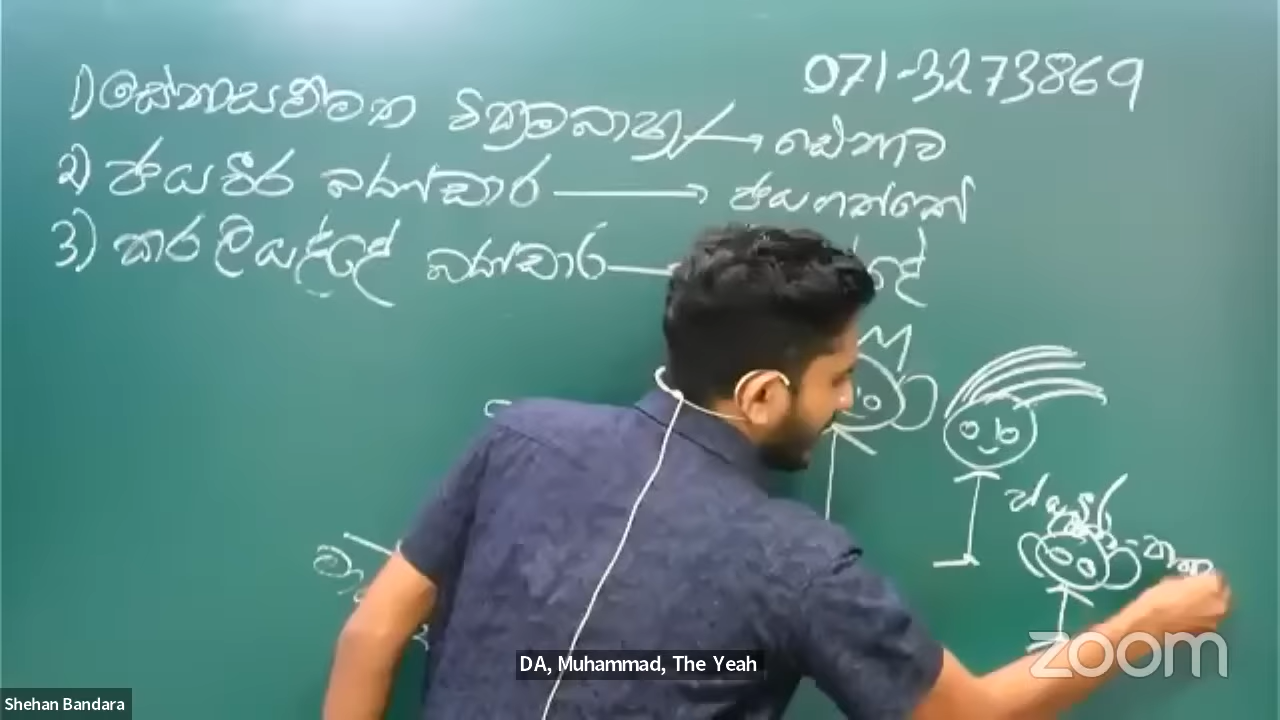 071-3273869
1) සේනාසම්මත වික්‍රමබාහු → සේනාව
2) ජයවීර බණ්ඩාර → ජයගත්තේ
3) කරලියද්දේ බණ්ඩාර
zoom
DA, Muhammad, The Yeah
Shehan Bandara